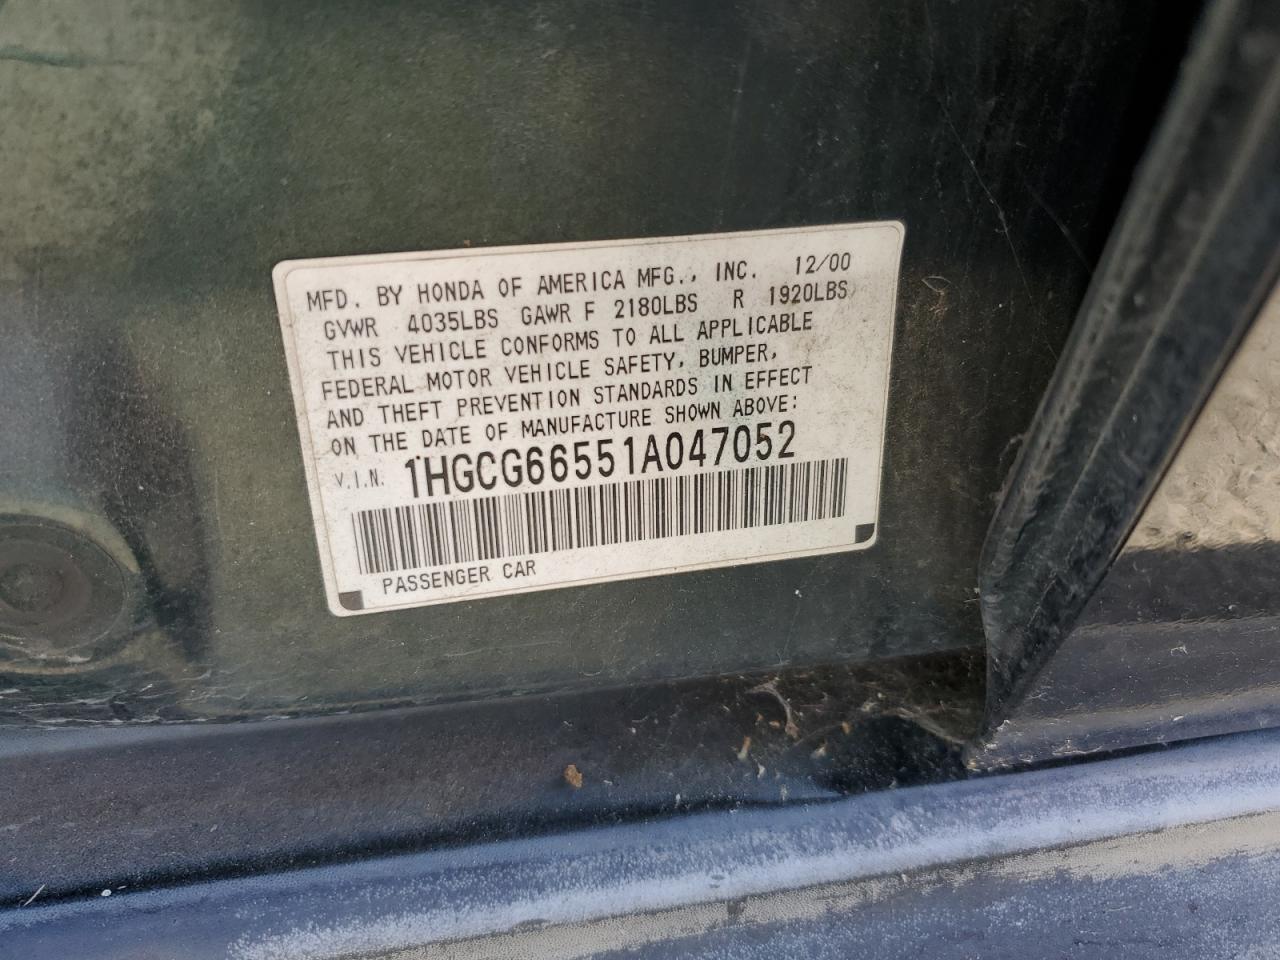 MFD. BY HONDA OF AMERICA MFG., INC. 12/00
GVWR 4035LBS GAWR F 2180LBS R 1920LBS
THIS VEHICLE CONFORMS TO ALL APPLICABLE
FEDERAL MOTOR VEHICLE SAFETY, BUMPER,
AND THEFT PREVENTION STANDARDS IN EFFECT
ON THE DATE OF MANUFACTURE SHOWN ABOVE:
V.I.N. 1HGCG66551A047052
PASSENGER CAR